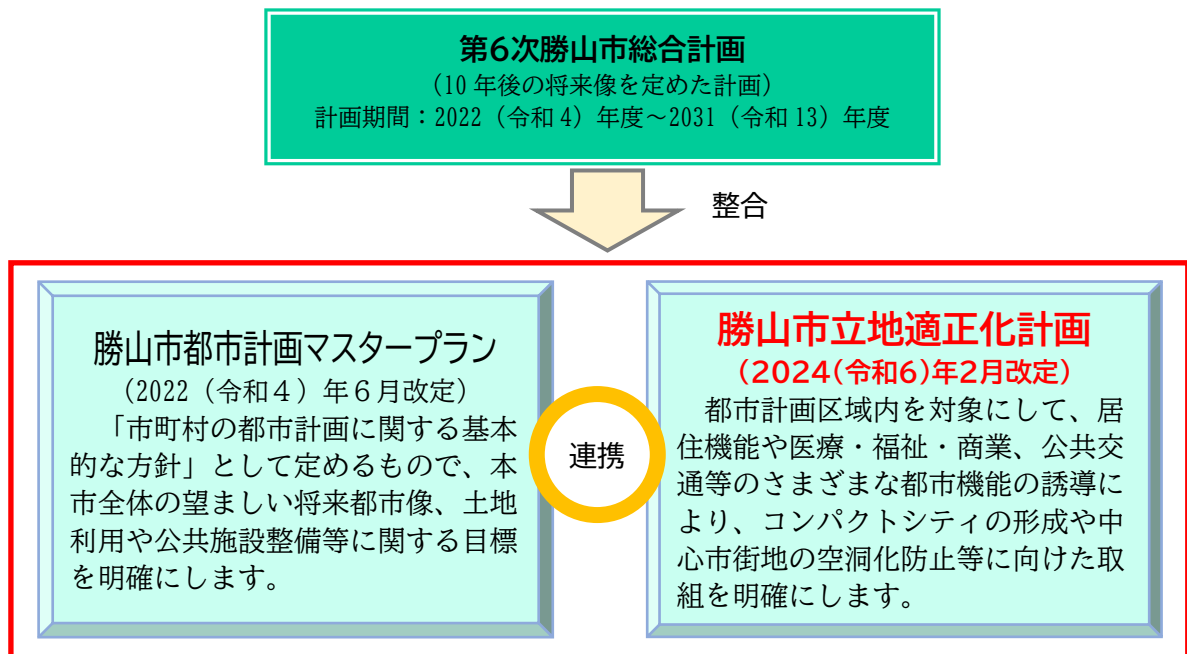 第6次勝山市総合計画
（10 年後の将来像を定めた計画）
計画期間：2022（令和 4）年度～2031（令和 13）年度
整合
勝山市都市計画マスタープラン
（2022（令和４）年６月改定）
「市町村の都市計画に関する基本
的な方針」として定めるもので、本
市全体の望ましい将来都市像、土地
利用や公共施設整備等に関する目標
を明確にします。
連携
勝山市立地適正化計画
（2024(令和6)年2月改定）
都市計画区域内を対象にして、居
住機能や医療・福祉・商業、公共交
通等のさまざまな都市機能の誘導に
より、コンパクトシティの形成や中
心市街地の空洞化防止等に向けた取
組を明確にします。